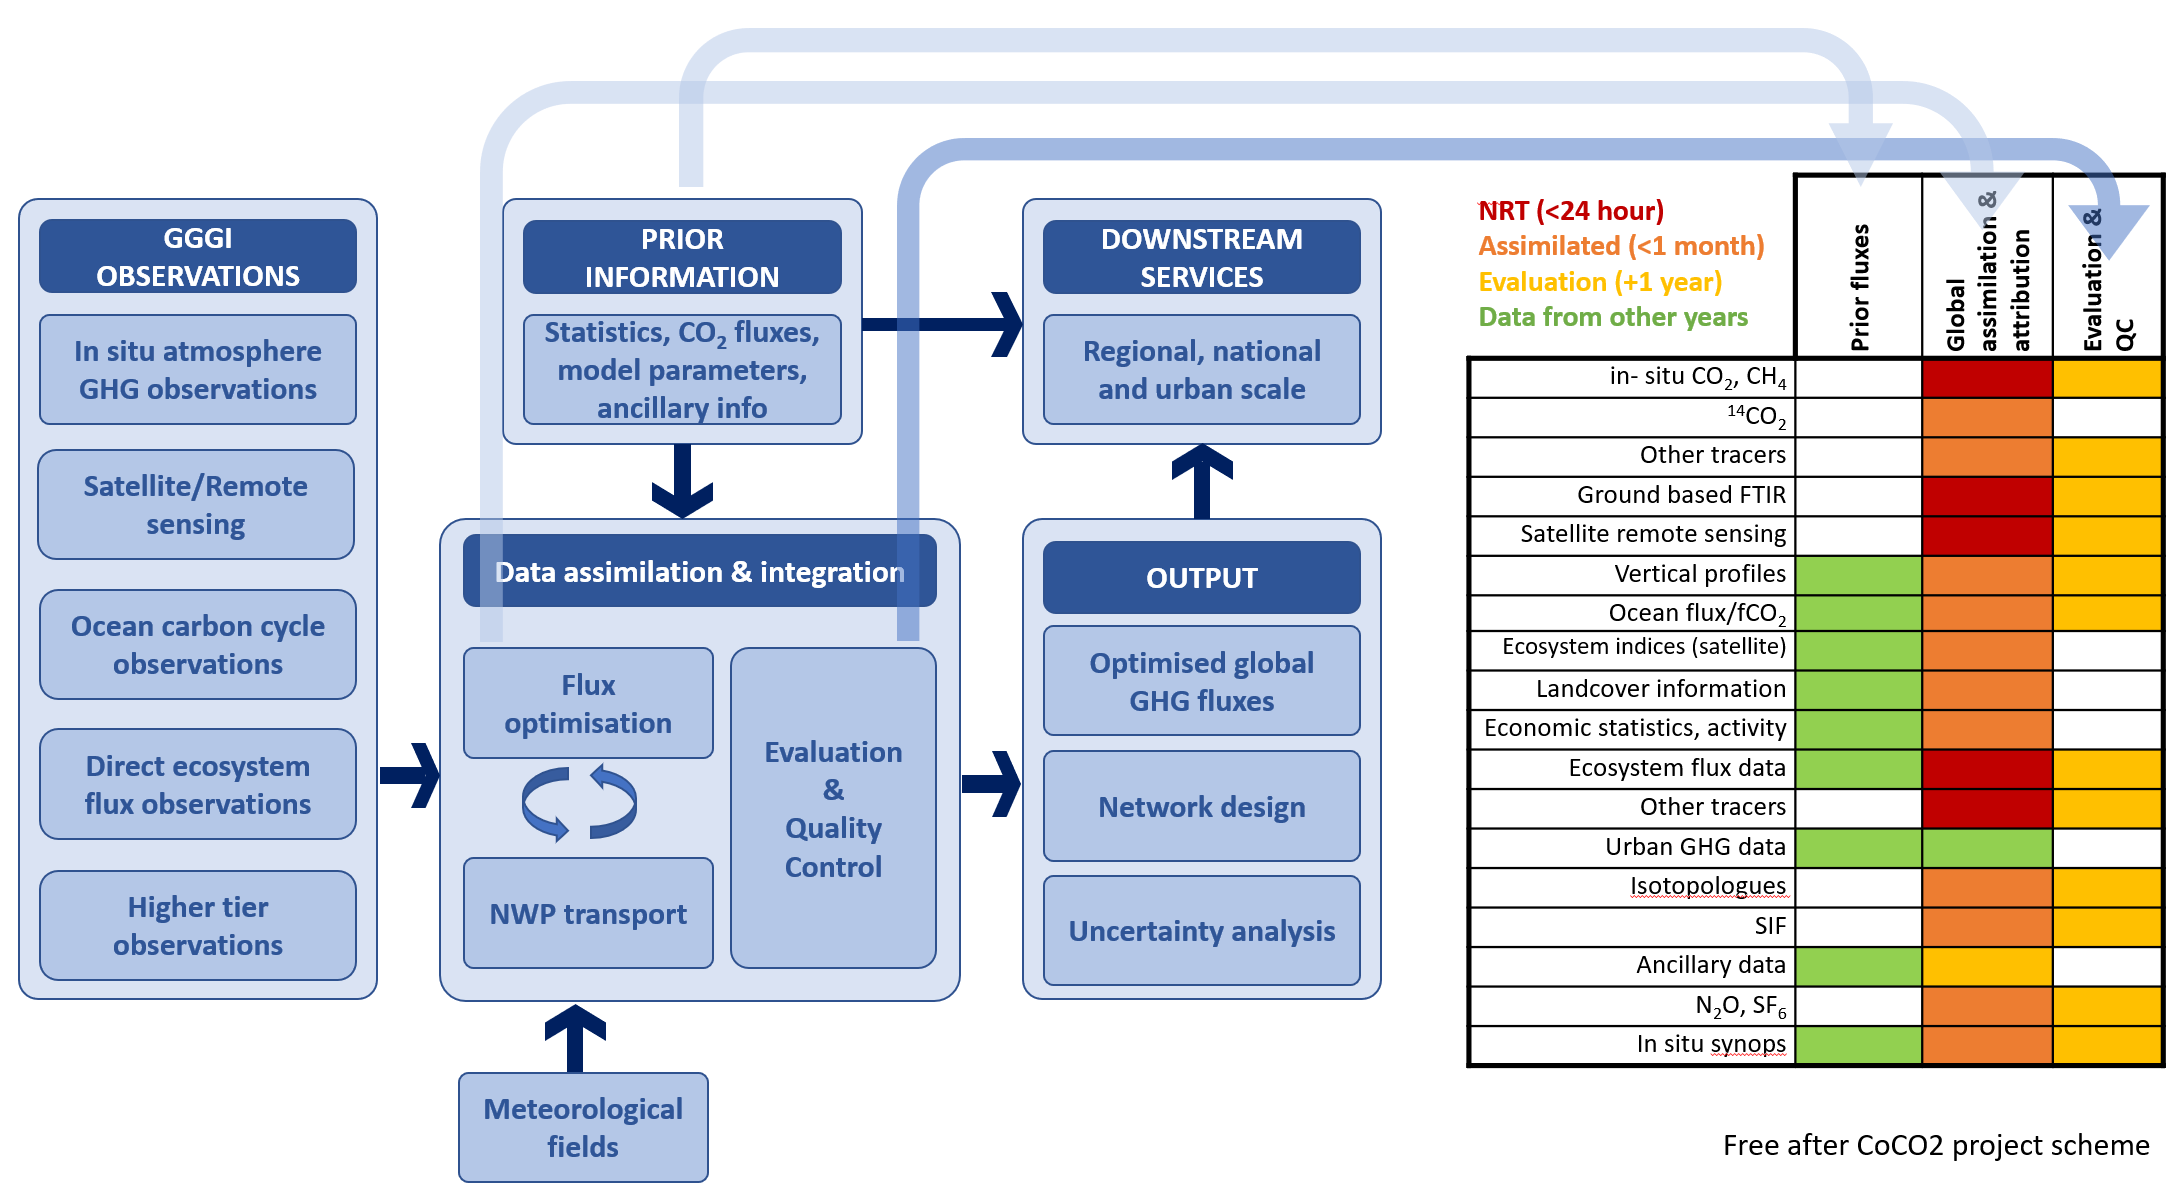 GGGI
OBSERVATIONS
In situ atmosphere
GHG observations
Satellite/Remote
sensing
Ocean carbon cycle
observations
Direct ecosystem
flux observations
Higher tier
observations
PRIOR
INFORMATION
Statistics, CO₂ fluxes,
model parameters,
ancillary info
Data assimilation & integration
Flux
optimisation
NWP transport
Evaluation
&
Quality
Control
Meteorological
fields
DOWNSTREAM
SERVICES
Regional, national
and urban scale
OUTPUT
Optimised global
GHG fluxes
Network design
Uncertainty analysis
NRT (<24 hour)
Assimilated (<1 month)
Evaluation (+1 year)
Data from other years
Prior fluxes
Global
assimilation &
attribution
Evaluation &
QC
in- situ CO₂, CH₄
¹⁴CO₂
Other tracers
Ground based FTIR
Satellite remote sensing
Vertical profiles
Ocean flux/fCO₂
Ecosystem indices (satellite)
Landcover information
Economic statistics, activity
Ecosystem flux data
Other tracers
Urban GHG data
Isotopologues
SIF
Ancillary data
N₂O, SF₆
In situ synops
Free after CoCO2 project scheme